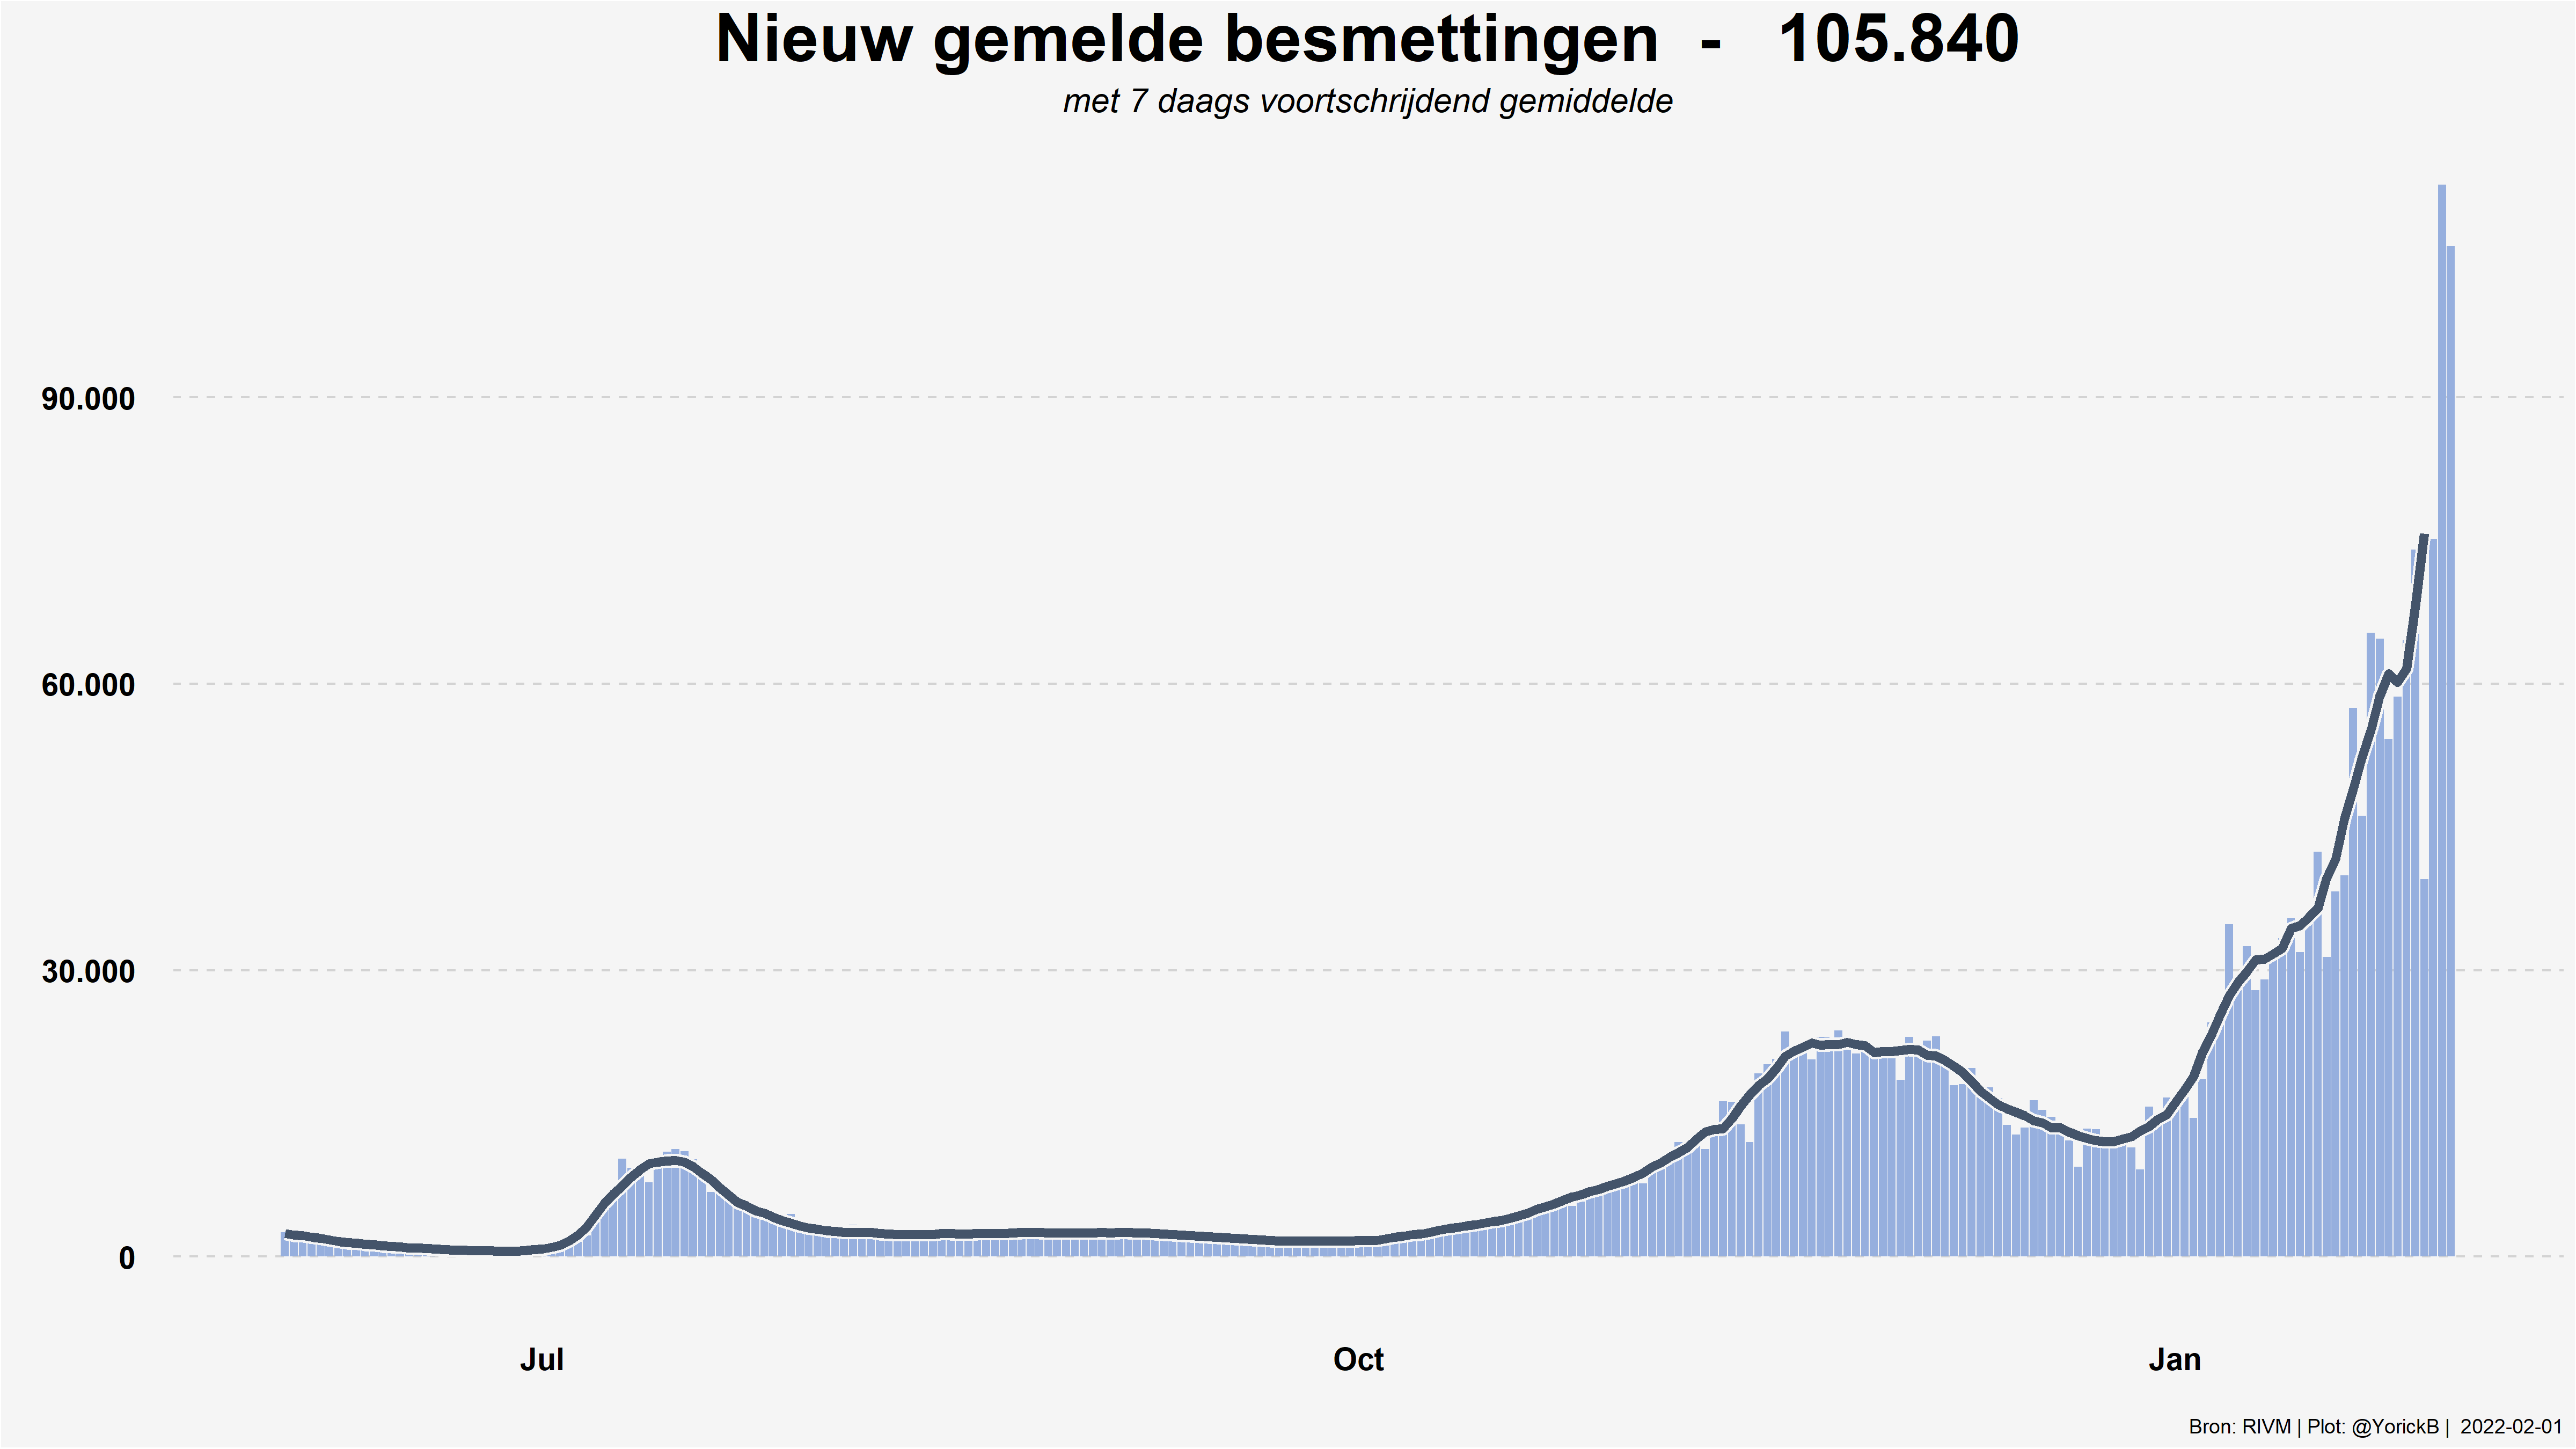 Nieuw gemelde besmettingen - 105.840
met 7 daags voortschrijdend gemiddelde
90.000
60.000
30.000
0
Jul Oct Jan
Bron: RIVM | Plot: @YorickB | 2022-02-01